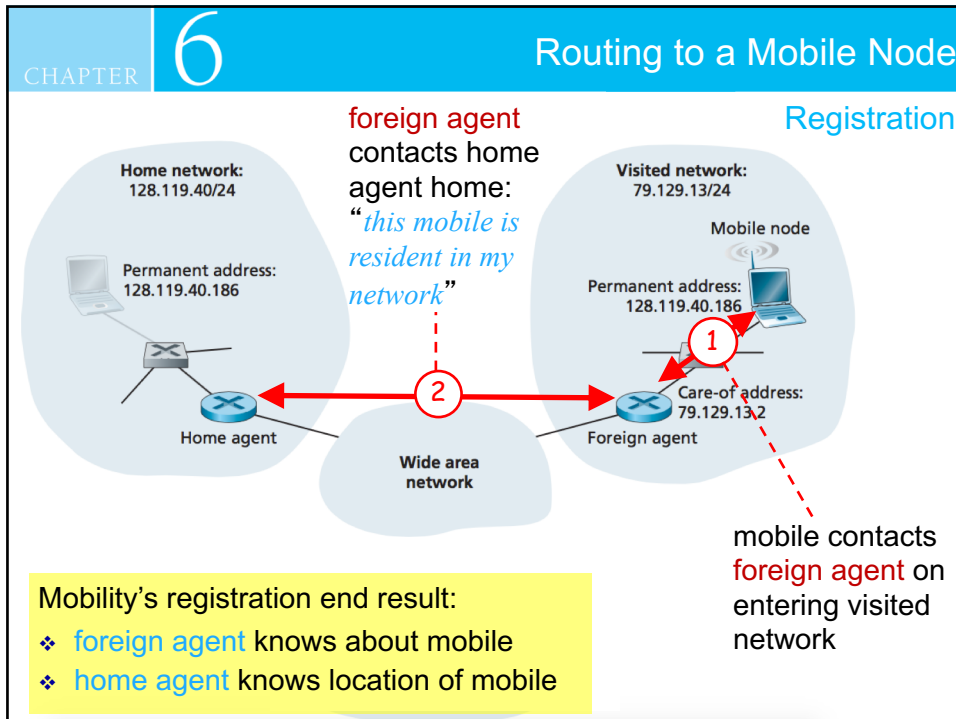 CHAPTER 6
Routing to a Mobile Node
Registration
foreign agent
contacts home
agent home:
“this mobile is
resident in my
network”
Home network:
128.119.40/24
Permanent address:
128.119.40.186
Home agent
Visited network:
79.129.13/24
Mobile node
Permanent address:
128.119.40.186
1
2
Care-of address:
79.129.13.2
Foreign agent
Wide area
network
mobile contacts
foreign agent on
entering visited
network
Mobility's registration end result:
❖ foreign agent knows about mobile
❖ home agent knows location of mobile